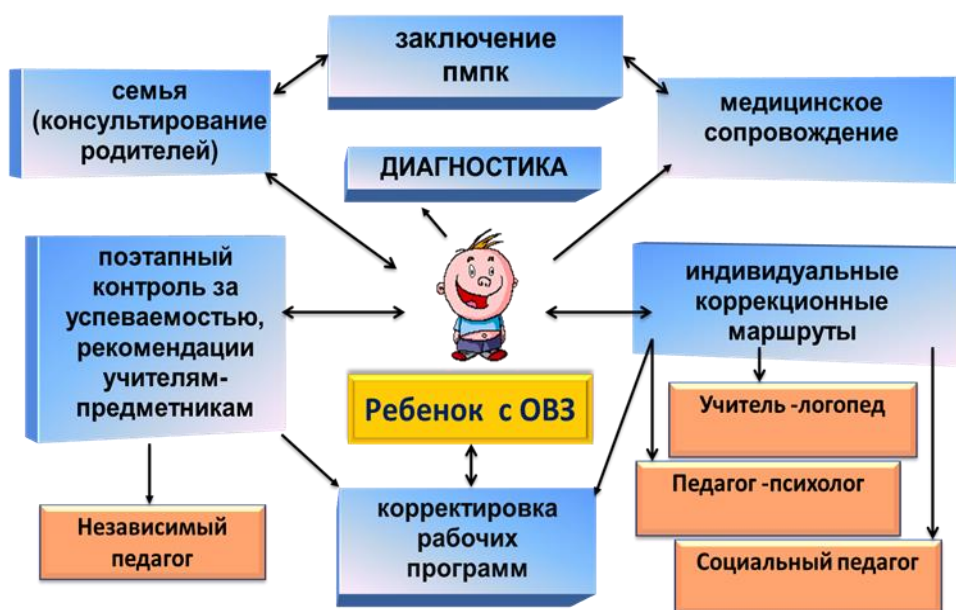 заключение
пмпк
семья
(консультирование
родителей)
медицинское
сопровождение
ДИАГНОСТИКА
поэтапный
контроль за
успеваемостью,
рекомендации
учителям-
предметникам
индивидуальные
коррекционные
маршруты
Ребенок с ОВЗ
Учитель -логопед
Педагог -психолог
Социальный педагог
Независимый
педагог
корректировка
рабочих
программ